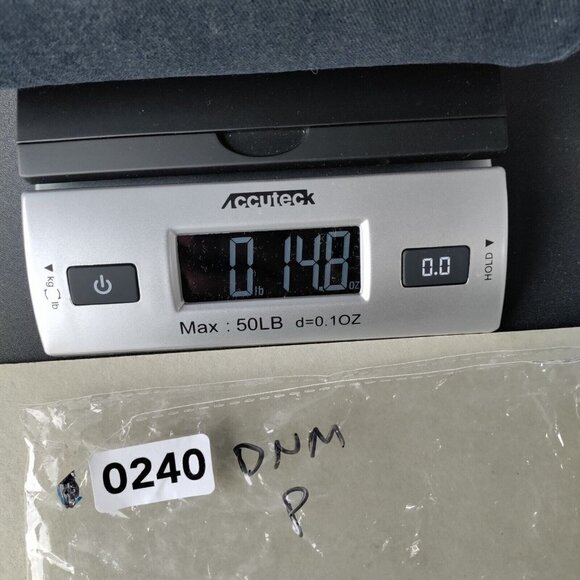 Accuteck
0 lb 14.8 oz
kg lb
0.0
HOLD
Max : 50LB d=0.1OZ
0240
DNM
P